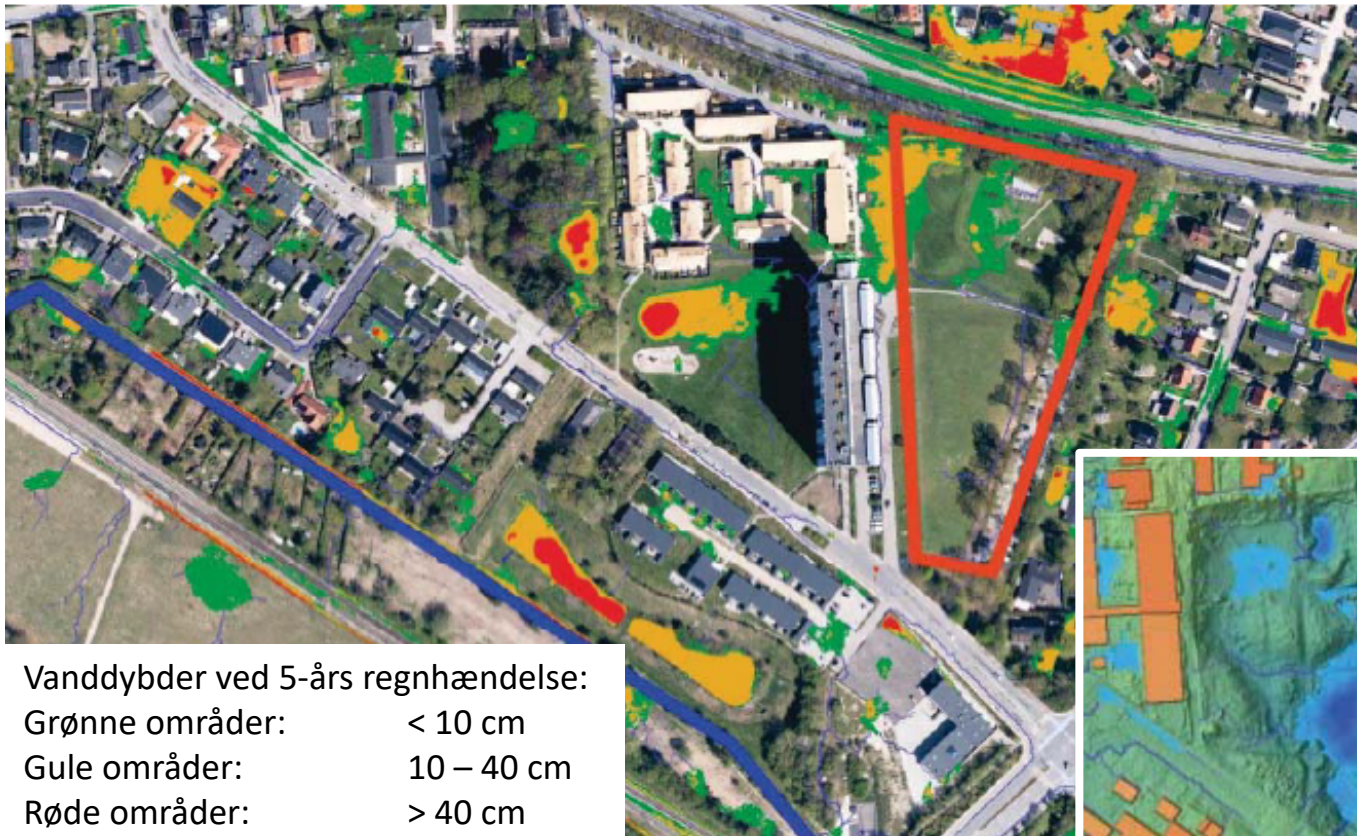 Vanddybder ved 5-års regnhændelse:
Grønne områder: < 10 cm
Gule områder: 10 – 40 cm
Røde områder: > 40 cm